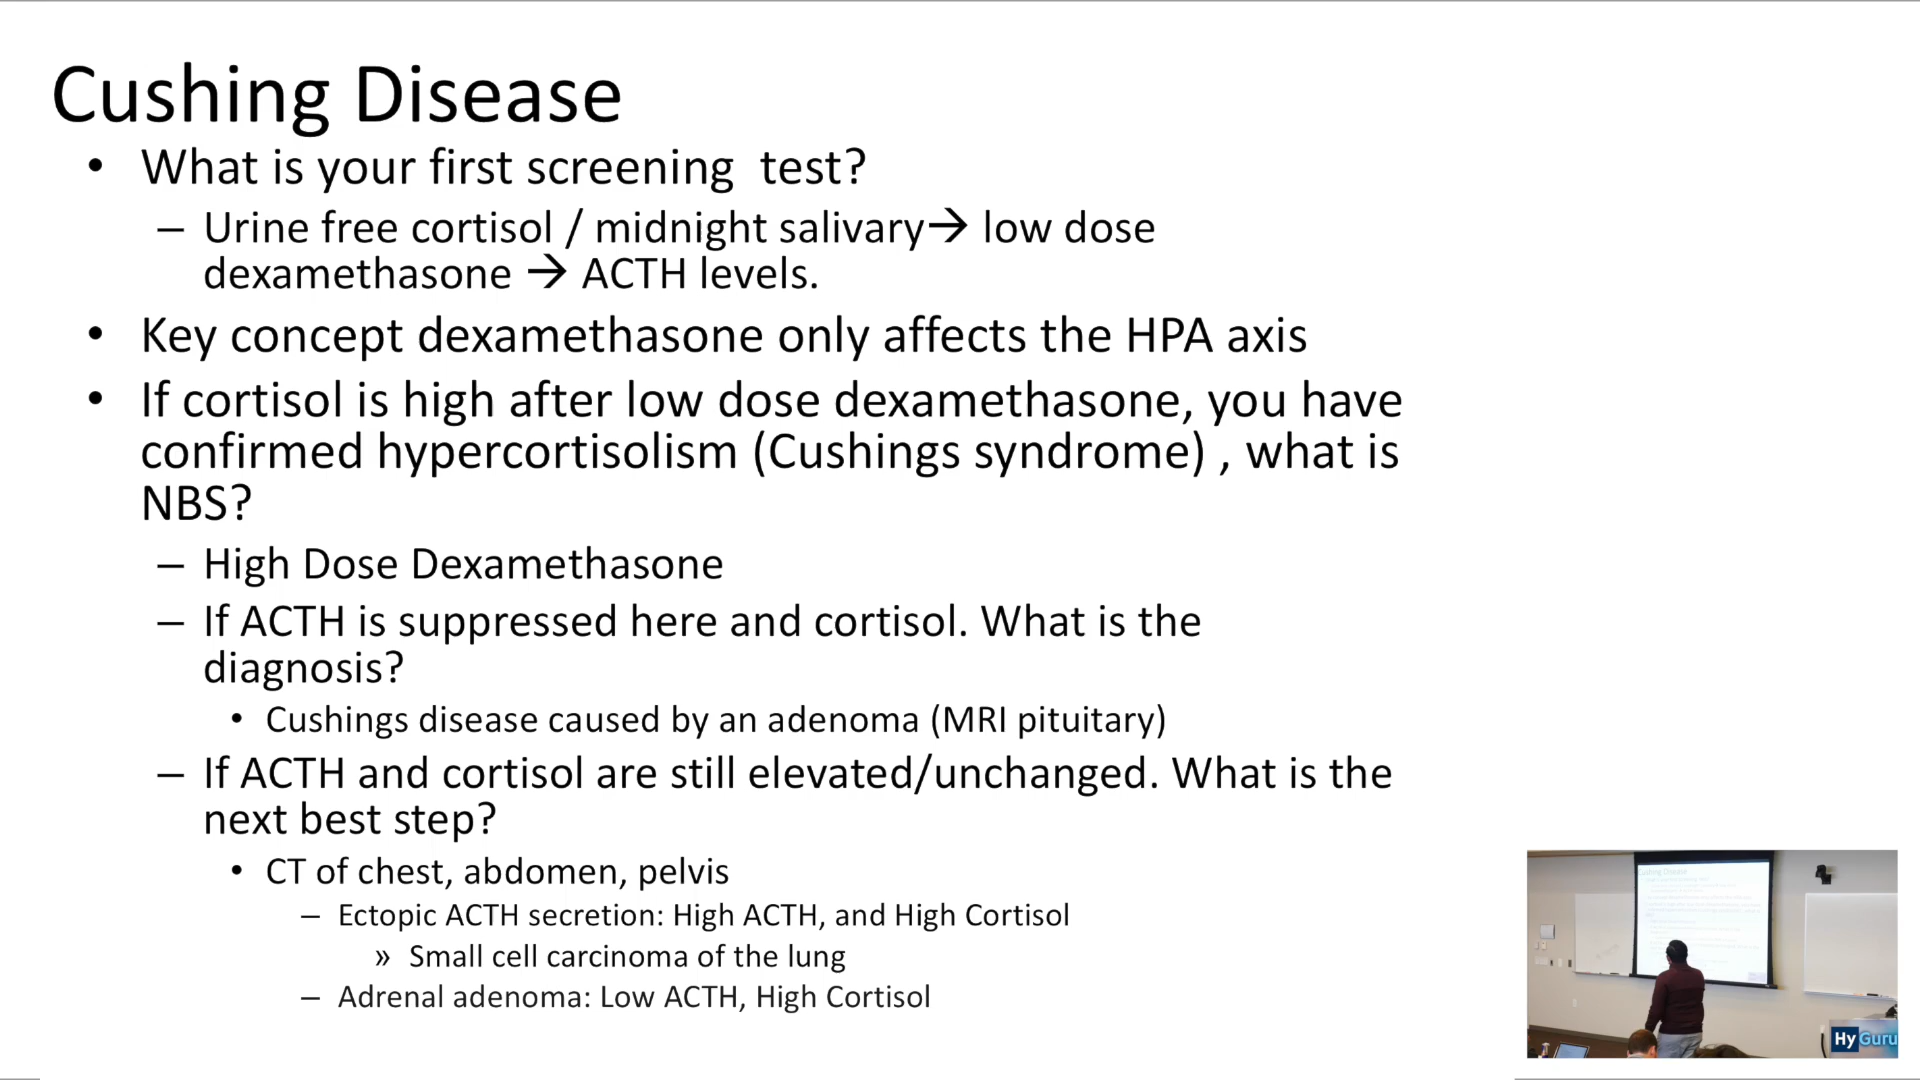 Cushing Disease
• What is your first screening  test?
– Urine free cortisol / midnight salivary→ low dose
dexamethasone → ACTH levels.
• Key concept dexamethasone only affects the HPA axis
• If cortisol is high after low dose dexamethasone, you have
confirmed hypercortisolism (Cushings syndrome) , what is
NBS?
– High Dose Dexamethasone
– If ACTH is suppressed here and cortisol. What is the
diagnosis?
• Cushings disease caused by an adenoma (MRI pituitary)
– If ACTH and cortisol are still elevated/unchanged. What is the
next best step?
• CT of chest, abdomen, pelvis
– Ectopic ACTH secretion: High ACTH, and High Cortisol
» Small cell carcinoma of the lung
– Adrenal adenoma: Low ACTH, High Cortisol
Cushing Disease
HyGuru